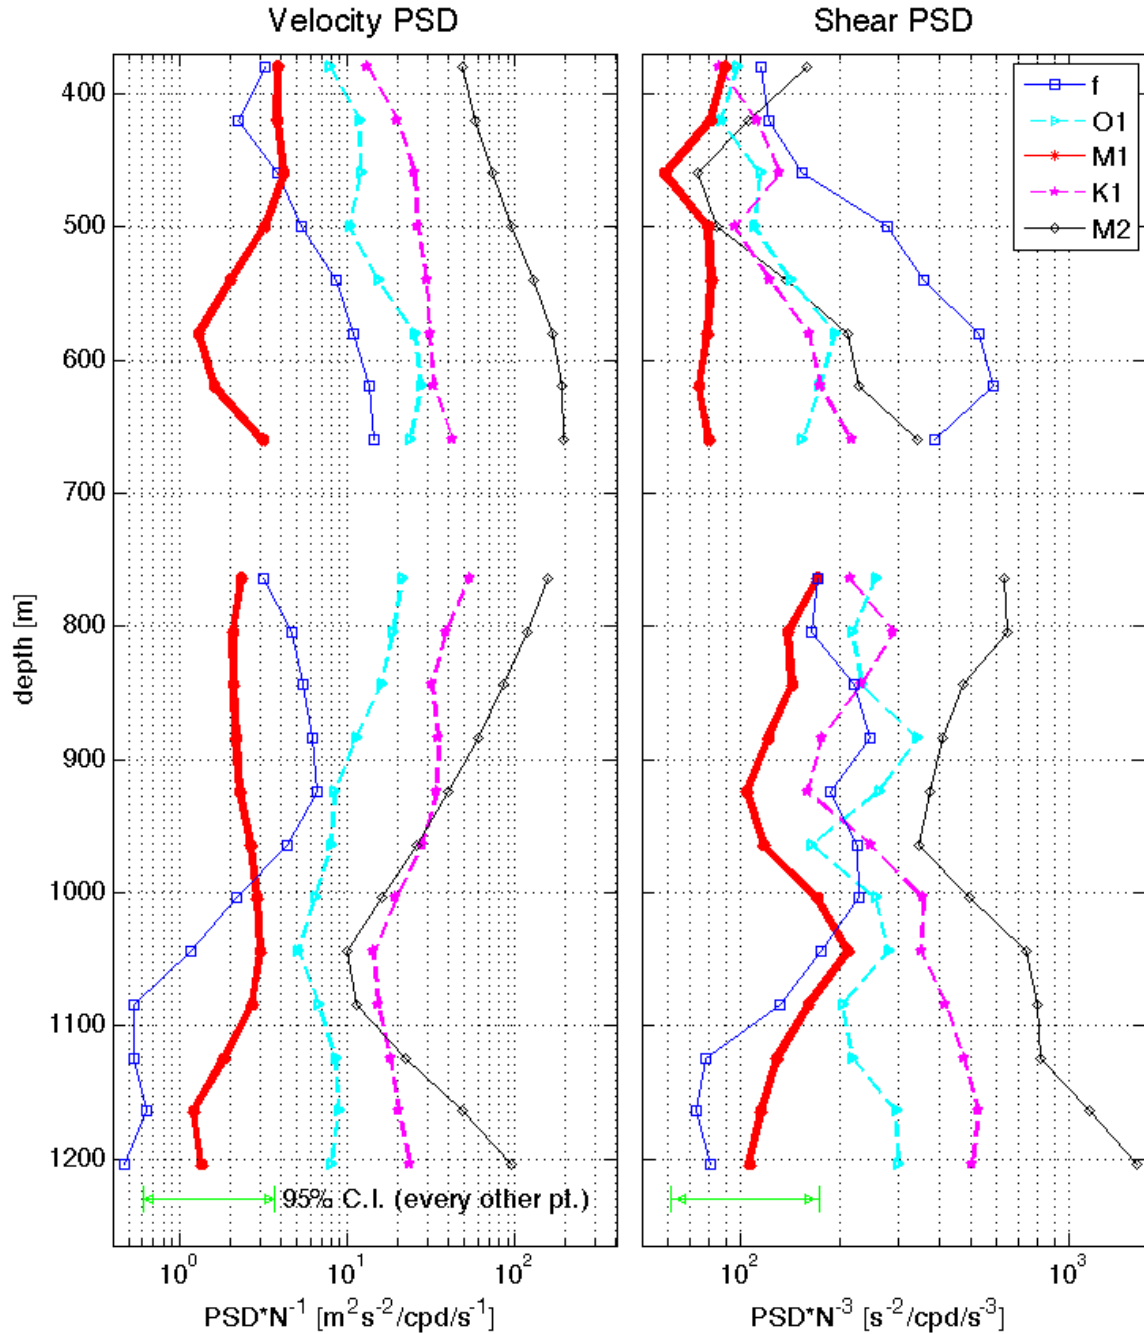 Velocity PSD
Shear PSD
400
500
600
700
800
900
1000
1100
1200
depth [m]
f
O1
M1
K1
M2
95% C.I. (every other pt.)
10⁰
10¹
10²
10²
10³
PSD*N⁻¹ [m²s⁻²/cpd/s⁻¹]
PSD*N⁻³ [s⁻²/cpd/s⁻³]